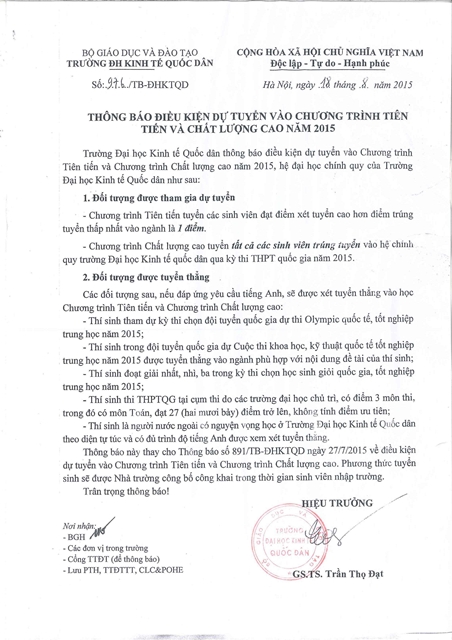 BỘ GIÁO DỤC VÀ ĐÀO TẠO
TRƯỜNG ĐH KINH TẾ QUỐC DÂN
CỘNG HÒA XÃ HỘI CHỦ NGHĨA VIỆT NAM
Độc lập - Tự do - Hạnh phúc
Số: 976/TB-ĐHKTQD
Hà Nội, ngày 18 tháng 8 năm 2015
THÔNG BÁO ĐIỀU KIỆN DỰ TUYỂN VÀO CHƯƠNG TRÌNH TIÊN
TIẾN VÀ CHẤT LƯỢNG CAO NĂM 2015
Trường Đại học Kinh tế Quốc dân thông báo điều kiện dự tuyển vào Chương trình
Tiên tiến và Chương trình Chất lượng cao năm 2015, hệ đại học chính quy của Trường
Đại học Kinh tế Quốc dân như sau:
1. Đối tượng được tham gia dự tuyển
- Chương trình Tiên tiến tuyển các sinh viên đạt điểm xét tuyển cao hơn điểm trúng
tuyển thấp nhất vào ngành là 1 điểm.
- Chương trình Chất lượng cao tuyển tất cả các sinh viên trúng tuyển vào hệ chính
quy trường Đại học Kinh tế quốc dân qua kỳ thi THPT quốc gia năm 2015.
2. Đối tượng được tuyển thẳng
Các đối tượng sau, nếu đáp ứng yêu cầu tiếng Anh, sẽ được xét tuyển thẳng vào học
Chương trình Tiên tiến và Chương trình Chất lượng cao:
- Thí sinh tham dự kỳ thi chọn đội tuyển quốc gia dự thi Olympic quốc tế, tốt nghiệp
trung học năm 2015;
- Thí sinh trong đội tuyển quốc gia dự Cuộc thi khoa học, kỹ thuật quốc tế tốt nghiệp
trung học năm 2015 được tuyển thẳng vào ngành phù hợp với nội dung đề tài của thí sinh;
- Thí sinh đoạt giải nhất, nhì, ba trong kỳ thi chọn học sinh giỏi quốc gia, tốt nghiệp
trung học năm 2015;
- Thí sinh thi THPTQG tại cụm thi do các trường đại học chủ trì, có điểm 3 môn thi,
trong đó có môn Toán, đạt 27 (hai mươi bảy) điểm trở lên, không tính điểm ưu tiên;
- Thí sinh là người nước ngoài có nguyện vọng học ở Trường Đại học Kinh tế Quốc dân
theo diện tự túc và có đủ trình độ tiếng Anh được xem xét tuyển thẳng.
Thông báo này thay cho Thông báo số 891/TB-ĐHKTQD ngày 27/7/2015 về điều kiện
dự tuyển vào Chương trình Tiên tiến và Chương trình Chất lượng cao. Phương thức tuyển
sinh sẽ được Nhà trường công bố công khai trong thời gian sinh viên nhập trường.
Trân trọng thông báo!
HIỆU TRƯỞNG
Nơi nhận:
- BGH
- Các đơn vị trong trường
- Cổng TTĐT (để thông báo)
- Lưu PTH, TTĐTTT, CLC&POHE
TRƯỜNG
ĐẠI HỌC KINH TẾ
QUỐC DÂN
GS.TS. Trần Thọ Đạt